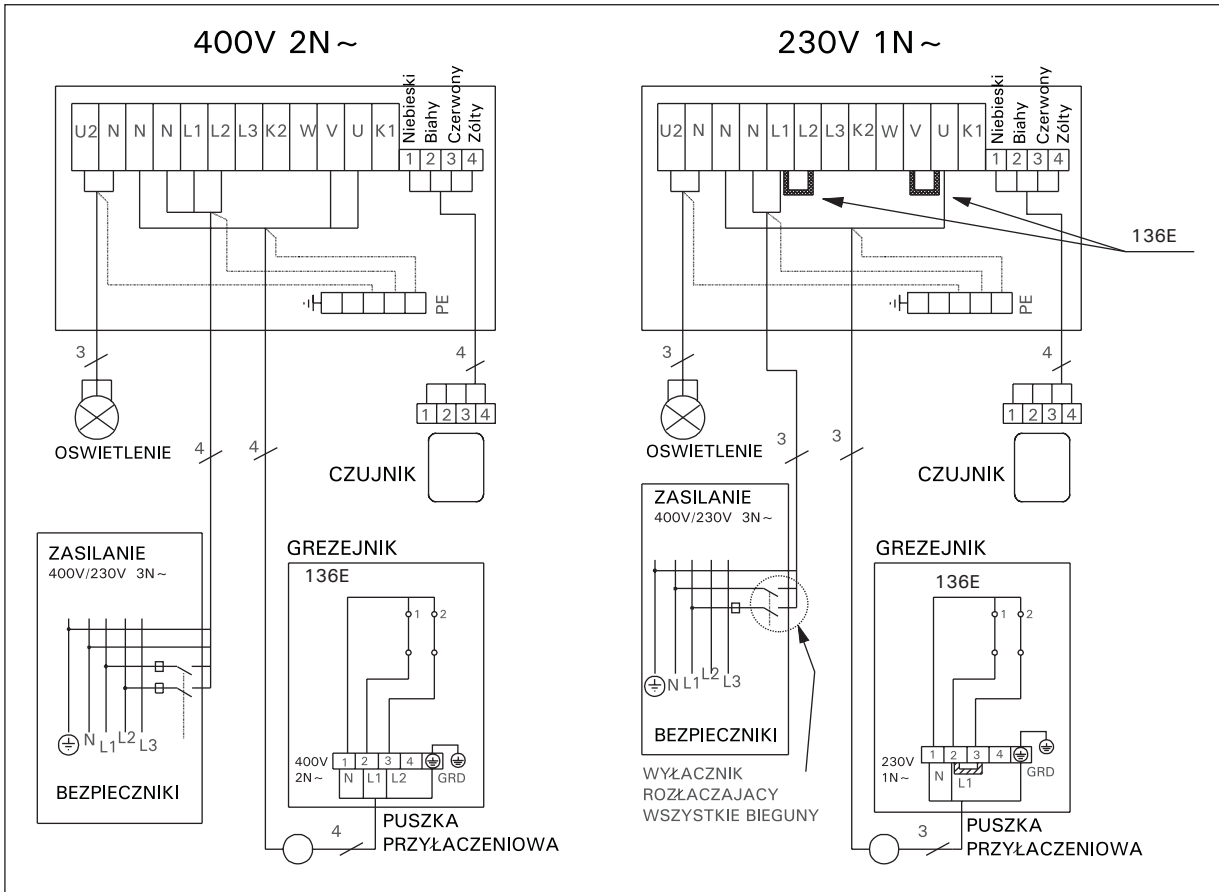 400V 2N~
U2 N N N L1 L2 L3 K2 W V U K1
Niebieski
Biahy
Czerwony
Zólty
1 2 3 4
PE
3
OSWIETLENIE
4
4
4
1 2 3 4
CZUJNIK
ZASILANIE
400V/230V 3N~
N L1 L2 L3
BEZPIECZNIKI
GREZEJNIK
136E
1 2
400V
2N~
1 2 3 4
N L1 L2
GRD
4
PUSZKA
PRZYŁACZENIOWA
230V 1N~
U2 N N N L1 L2 L3 K2 W V U K1
Niebieski
Biahy
Czerwony
Zólty
1 2 3 4
136E
PE
3
OSWIETLENIE
3
3
4
1 2 3 4
CZUJNIK
ZASILANIE
400V/230V 3N~
N L1 L2 L3
BEZPIECZNIKI
WYŁACZNIK
ROZŁACZAJACY
WSZYSTKIE BIEGUNY
GREZEJNIK
136E
1 2
230V
1N~
1 2 3 4
N L1
GRD
3
PUSZKA
PRZYŁACZENIOWA